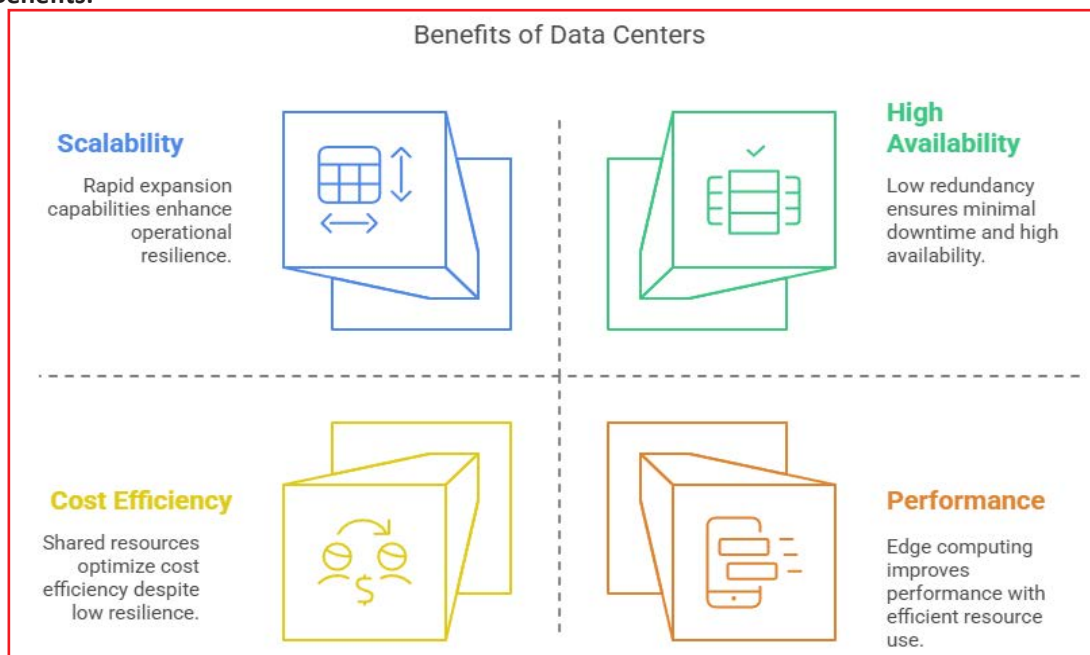 Benefits of Data Centers
Scalability
Rapid expansion
capabilities enhance
operational
resilience.
High
Availability
Low redundancy
ensures minimal
downtime and high
availability.
Cost Efficiency
Shared resources
optimize cost
efficiency despite
low resilience.
$
Performance
Edge computing
improves
performance with
efficient resource
use.